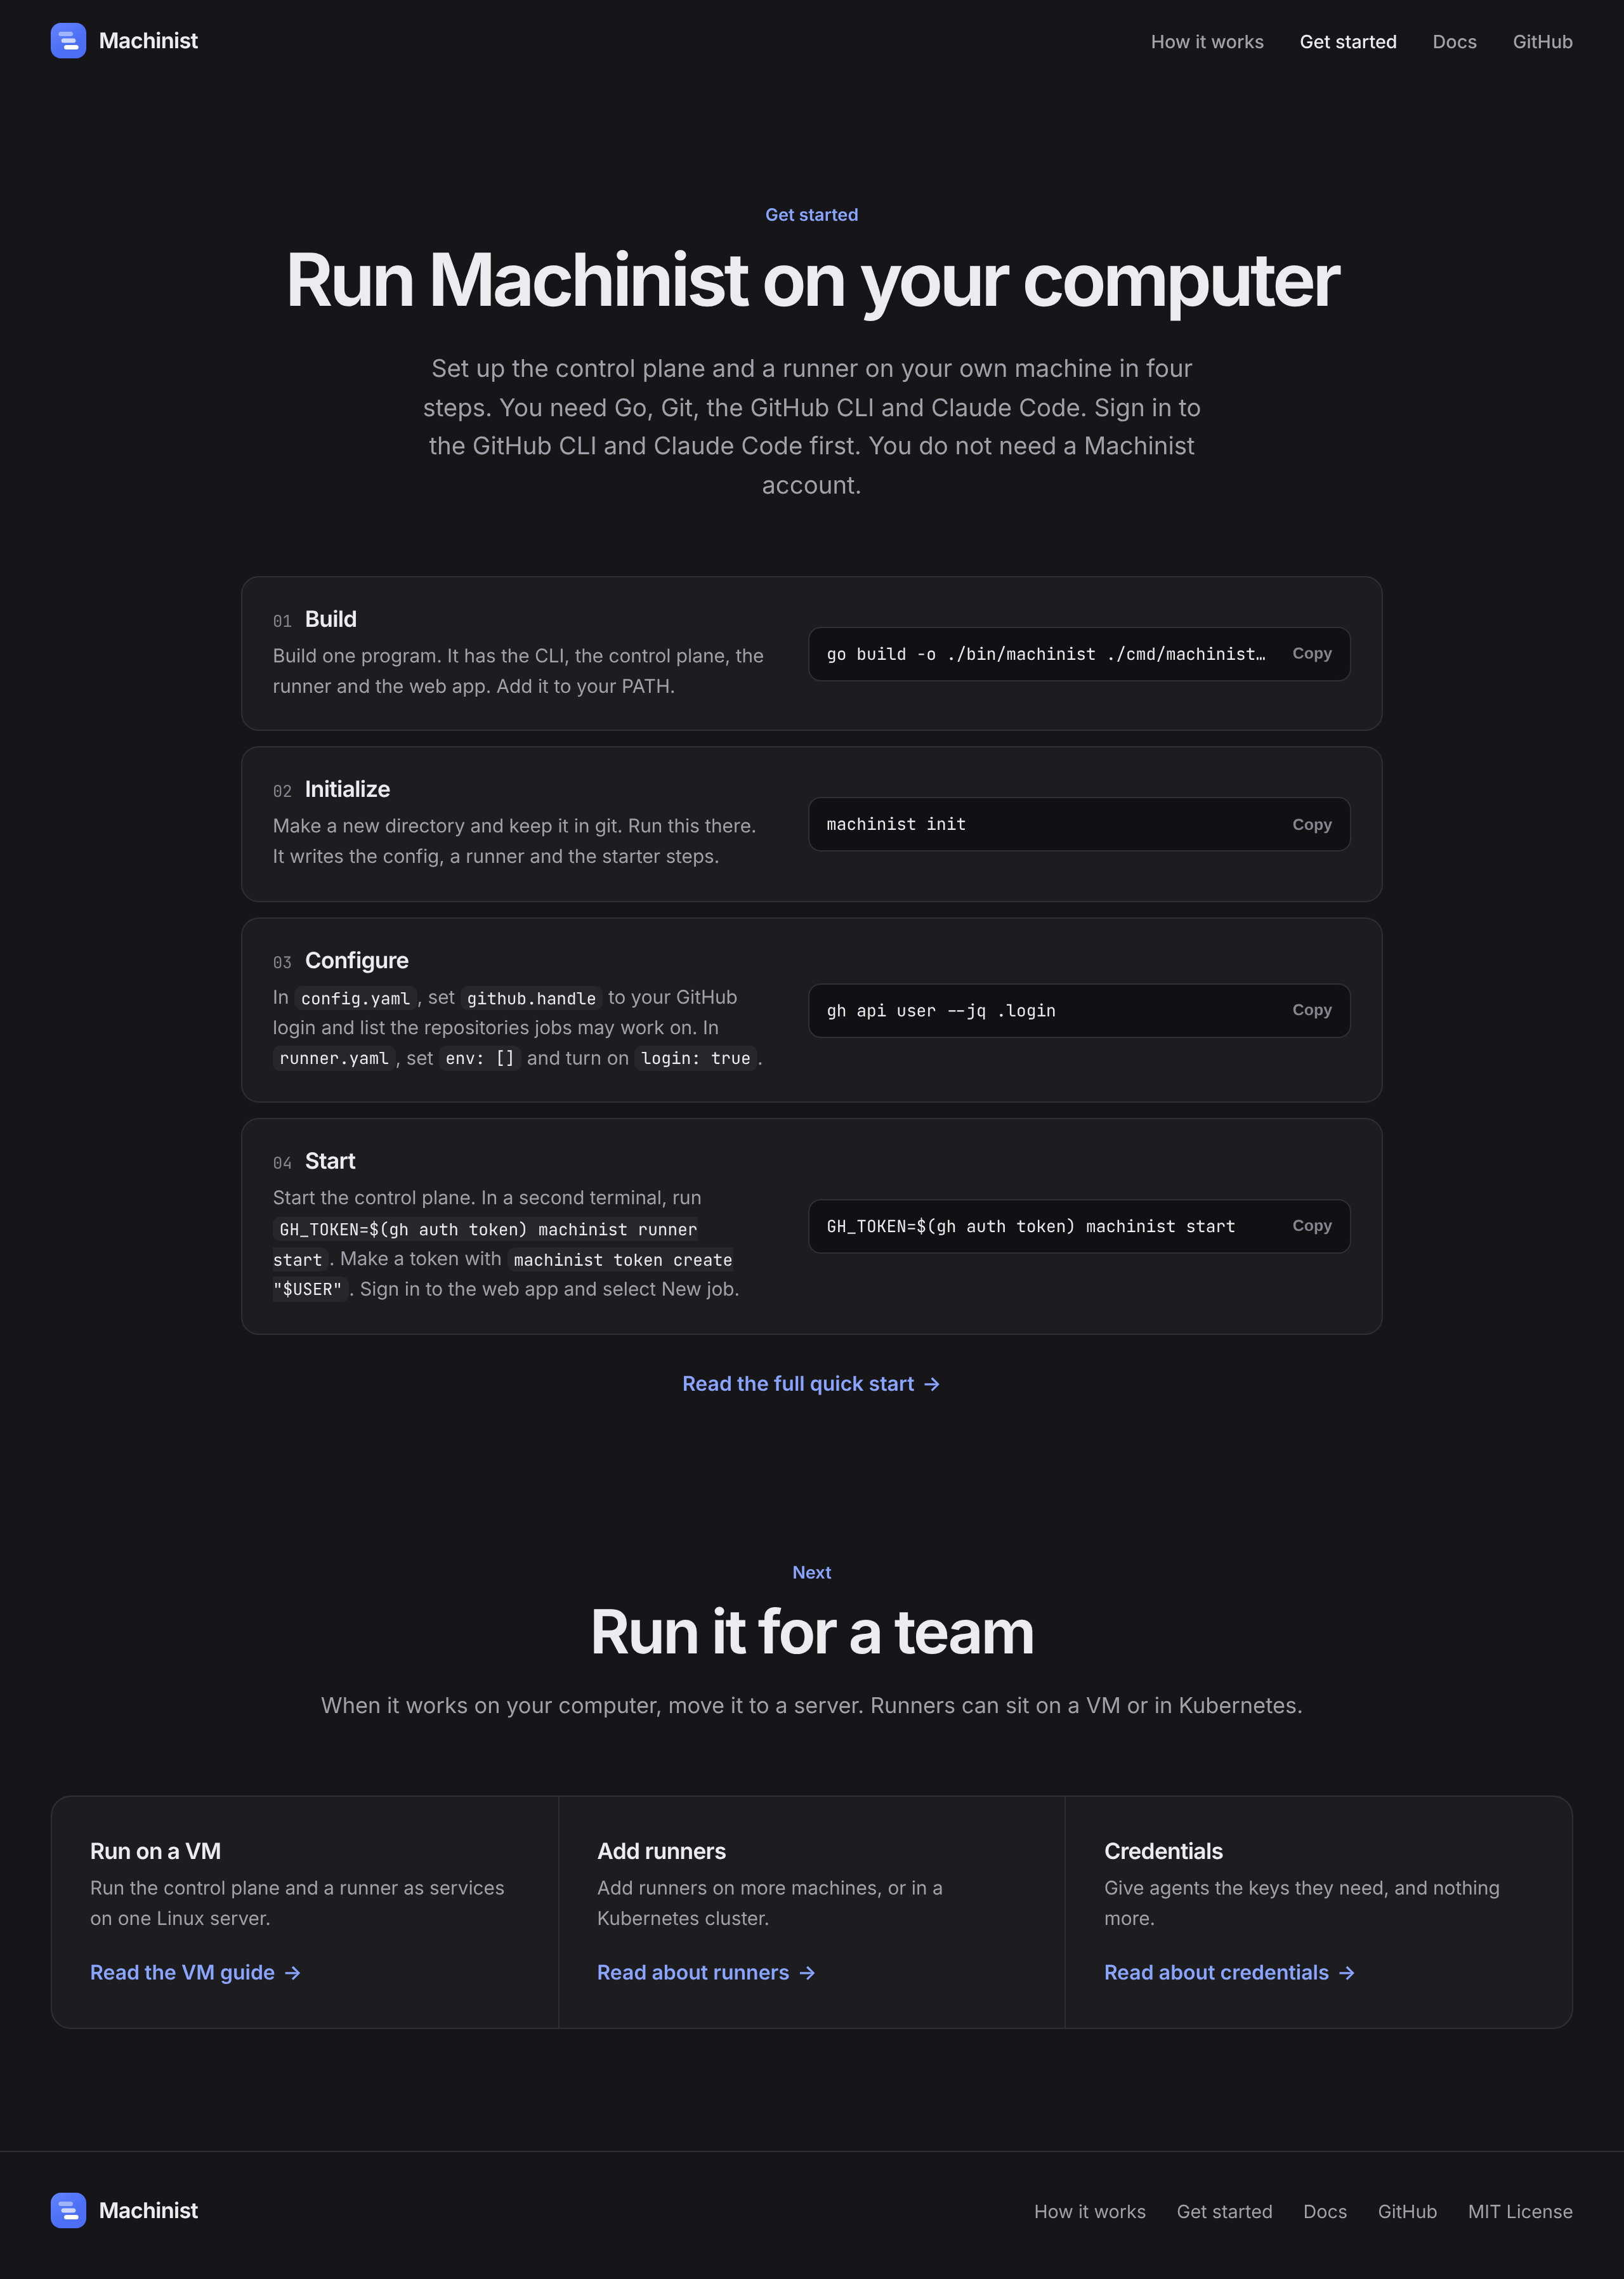 Machinist
How it works
Get started
Docs
GitHub
Get started
Run Machinist on your computer
Set up the control plane and a runner on your own machine in four
steps. You need Go, Git, the GitHub CLI and Claude Code. Sign in to
the GitHub CLI and Claude Code first. You do not need a Machinist
account.
01 Build
Build one program. It has the CLI, the control plane, the
runner and the web app. Add it to your PATH.
go build -o ./bin/machinist ./cmd/machinist…
Copy
02 Initialize
Make a new directory and keep it in git. Run this there.
It writes the config, a runner and the starter steps.
machinist init
Copy
03 Configure
In config.yaml, set github.handle to your GitHub
login and list the repositories jobs may work on. In
runner.yaml, set env: [] and turn on login: true.
gh api user --jq .login
Copy
04 Start
Start the control plane. In a second terminal, run
GH_TOKEN=$(gh auth token) machinist runner
start. Make a token with machinist token create
"$USER". Sign in to the web app and select New job.
GH_TOKEN=$(gh auth token) machinist start
Copy
Read the full quick start →
Next
Run it for a team
When it works on your computer, move it to a server. Runners can sit on a VM or in Kubernetes.
Run on a VM
Run the control plane and a runner as services
on one Linux server.
Read the VM guide →
Add runners
Add runners on more machines, or in a
Kubernetes cluster.
Read about runners →
Credentials
Give agents the keys they need, and nothing
more.
Read about credentials →
Machinist
How it works
Get started
Docs
GitHub
MIT License